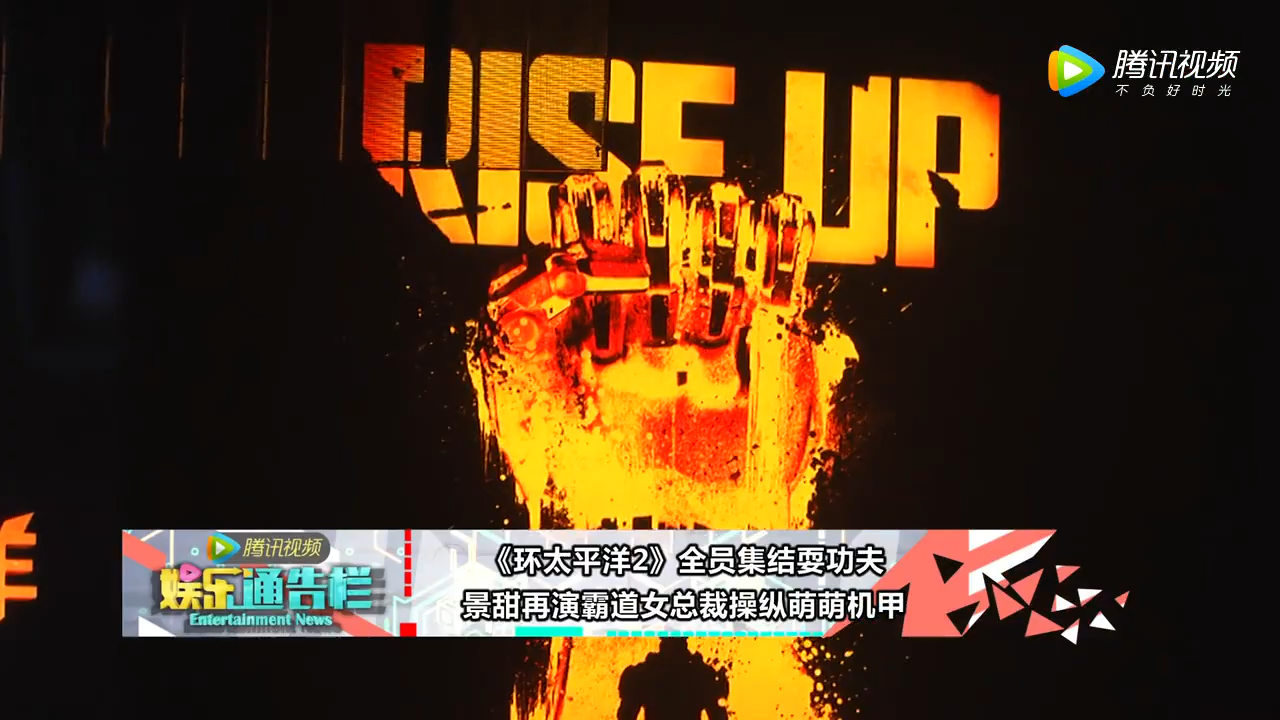 RISE UP
腾讯视频
不负好时光
腾讯视频
娱乐通告栏
Entertainment News
《环太平洋2》全员集结耍功夫
景甜再演霸道女总裁操纵萌萌机甲